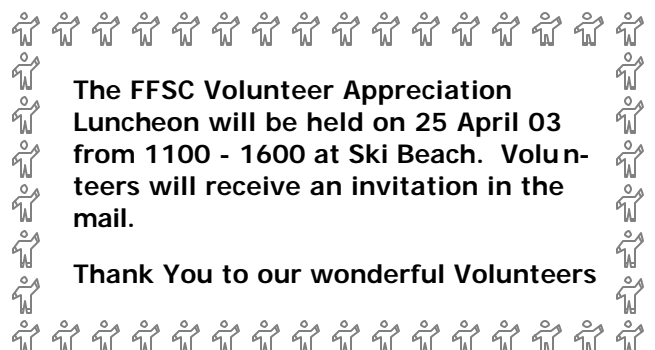 The FFSC Volunteer Appreciation
Luncheon will be held on 25 April 03
from 1100 - 1600 at Ski Beach.  Volun-
teers will receive an invitation in the
mail.
Thank You to our wonderful Volunteers